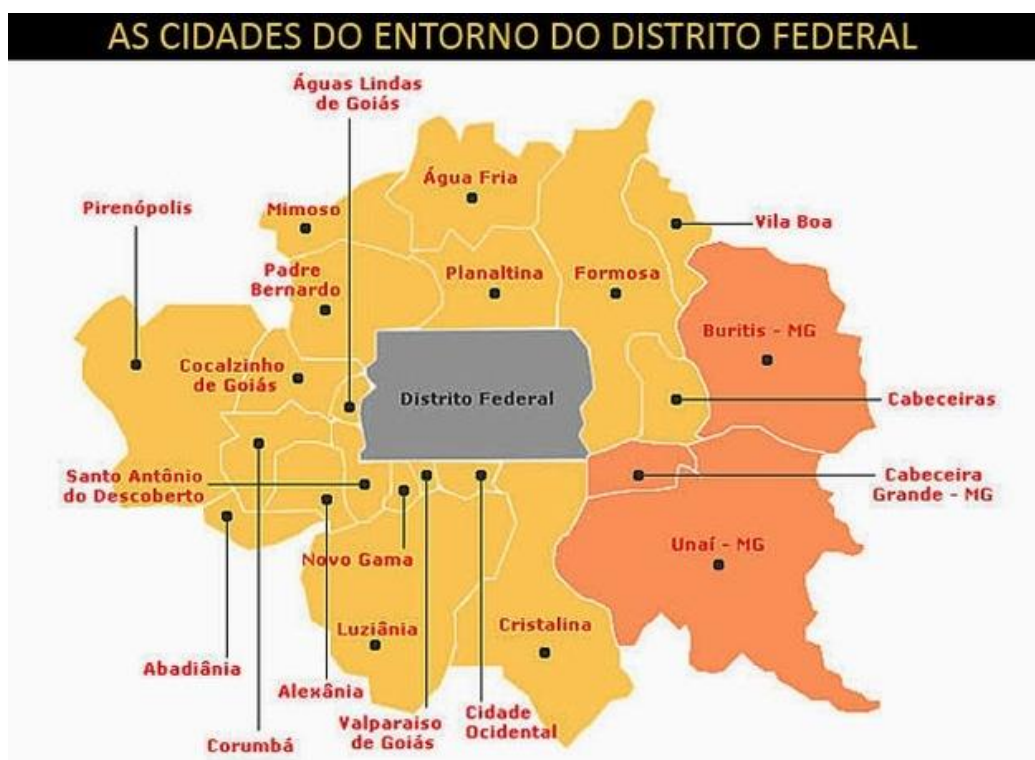 AS CIDADES DO ENTORNO DO DISTRITO FEDERAL
Águas Lindas
de Goiás
Água Fria
Pirenópolis
Mimoso
Vila Boa
Padre
Bernardo
Planaltina
Formosa
Buritis - MG
Cocalzinho
de Goiás
Distrito Federal
Cabeceiras
Santo Antônio
do Descoberto
Cabeceira
Grande - MG
Novo Gama
Unaí - MG
Luziânia
Cristalina
Abadiânia
Alexânia
Valparaiso
de Goiás
Cidade
Ocidental
Corumbá